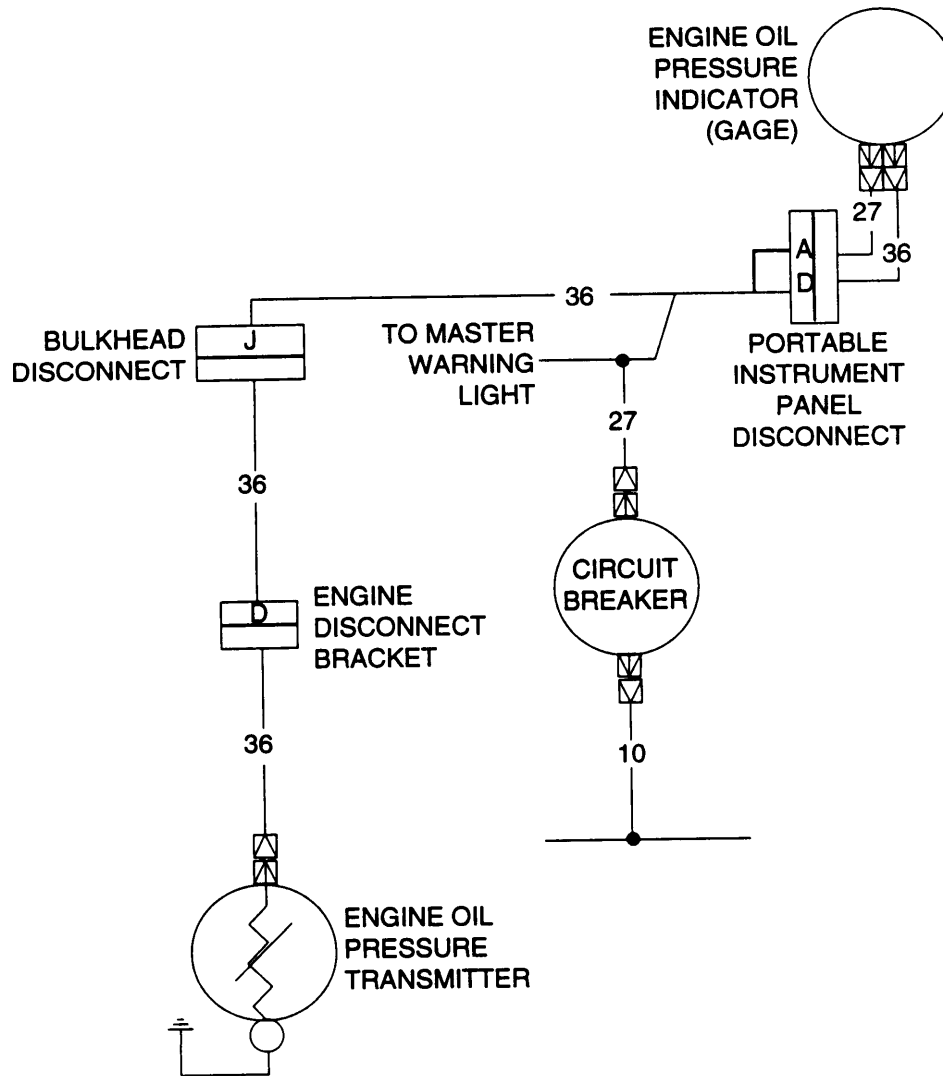 ENGINE OIL
PRESSURE
INDICATOR
(GAGE)
27
36
A
D
36
BULKHEAD
DISCONNECT
J
TO MASTER
WARNING
LIGHT
PORTABLE
INSTRUMENT
PANEL
DISCONNECT
27
36
CIRCUIT
BREAKER
D
ENGINE
DISCONNECT
BRACKET
36
10
ENGINE OIL
PRESSURE
TRANSMITTER